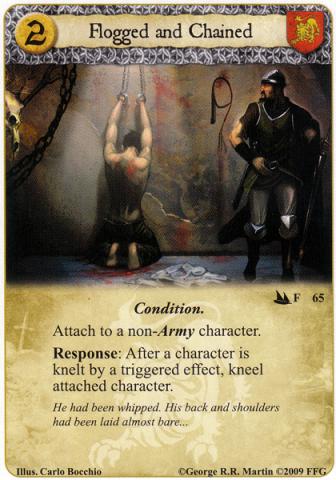 2
Flogged and Chained
F 65
Condition.
Attach to a non-Army character.
Response: After a character is
knelt by a triggered effect, kneel
attached character.
He had been whipped. His back and shoulders
had been laid almost bare...
Illus. Carlo Bocchio ©George R.R. Martin ©2009 FFG